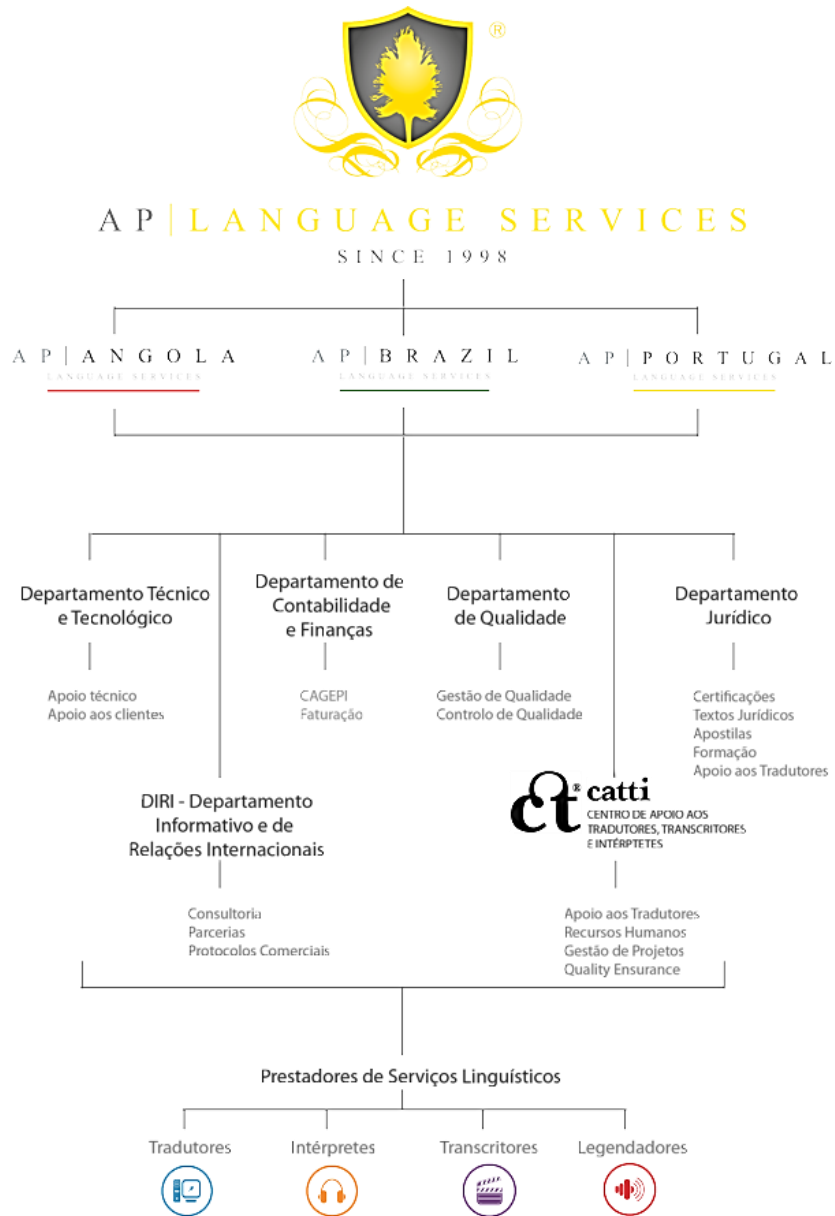 ®
AP|LANGUAGE SERVICES
SINCE 1998
AP|ANGOLA
LANGUAGE SERVICES
AP|BRAZIL
LANGUAGE SERVICES
AP|PORTUGAL
LANGUAGE SERVICES
Departamento Técnico
e Tecnológico
Apoio técnico
Apoio aos clientes
Departamento de
Contabilidade
e Finanças
CAGEPI
Faturação
Departamento
de Qualidade
Gestão de Qualidade
Controlo de Qualidade
Departamento
Jurídico
Certificações
Textos Jurídicos
Apostilas
Formação
Apoio aos Tradutores
DIRI - Departamento
Informativo e de
Relações Internacionais
Consultoria
Parcerias
Protocolos Comerciais
ct® catti
CENTRO DE APOIO AOS
TRADUTORES, TRANSCRITORES
E INTÉRPTETES
Apoio aos Tradutores
Recursos Humanos
Gestão de Projetos
Quality Ensurance
Prestadores de Serviços Linguísticos
Tradutores
Intérpretes
Transcritores
Legendadores